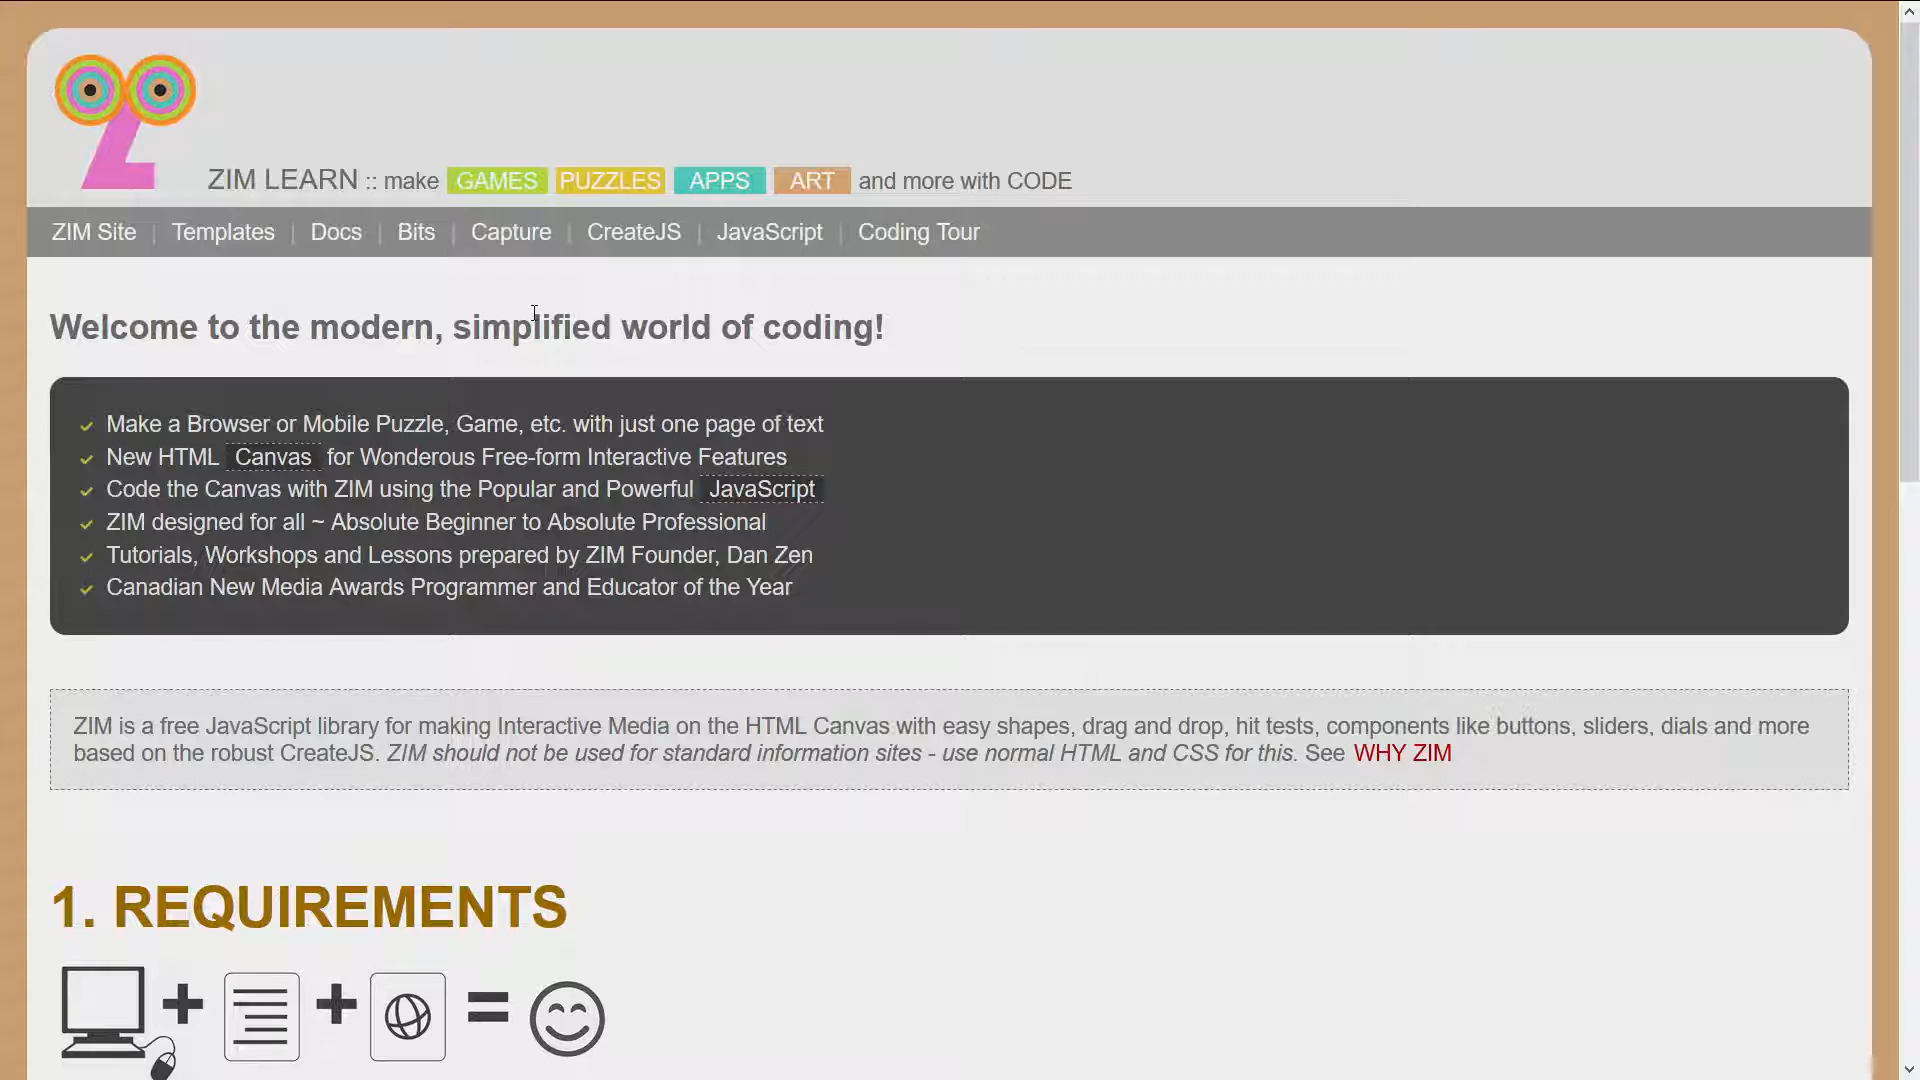 ZIM LEARN :: make GAMES PUZZLES APPS ART and more with CODE
ZIM Site | Templates | Docs | Bits | Capture | CreateJS | JavaScript | Coding Tour
Welcome to the modern, simplified world of coding!
Make a Browser or Mobile Puzzle, Game, etc. with just one page of text
New HTML Canvas for Wonderous Free-form Interactive Features
Code the Canvas with ZIM using the Popular and Powerful JavaScript
ZIM designed for all ~ Absolute Beginner to Absolute Professional
Tutorials, Workshops and Lessons prepared by ZIM Founder, Dan Zen
Canadian New Media Awards Programmer and Educator of the Year
ZIM is a free JavaScript library for making Interactive Media on the HTML Canvas with easy shapes, drag and drop, hit tests, components like buttons, sliders, dials and more
based on the robust CreateJS. ZIM should not be used for standard information sites - use normal HTML and CSS for this. See WHY ZIM
1. REQUIREMENTS